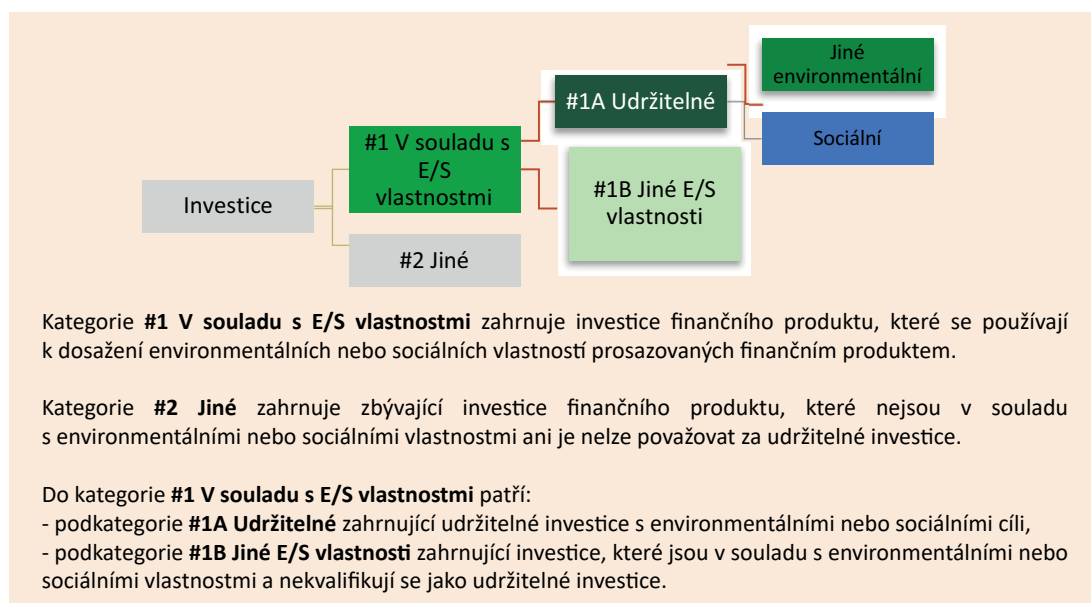 Jiné
environmentální
#1A Udržitelné
Sociální
#1 V souladu s
E/S
vlastnostmi
#1B Jiné E/S
vlastnosti
Investice
#2 Jiné
Kategorie #1 V souladu s E/S vlastnostmi zahrnuje investice finančního produktu, které se používají
k dosažení environmentálních nebo sociálních vlastností prosazovaných finančním produktem.
Kategorie #2 Jiné zahrnuje zbývající investice finančního produktu, které nejsou v souladu
s environmentálními nebo sociálními vlastnostmi ani je nelze považovat za udržitelné investice.
Do kategorie #1 V souladu s E/S vlastnostmi patří:
- podkategorie #1A Udržitelné zahrnující udržitelné investice s environmentálními nebo sociálními cíli,
- podkategorie #1B Jiné E/S vlastnosti zahrnující investice, které jsou v souladu s environmentálními nebo
sociálními vlastnostmi a nekvalifikují se jako udržitelné investice.